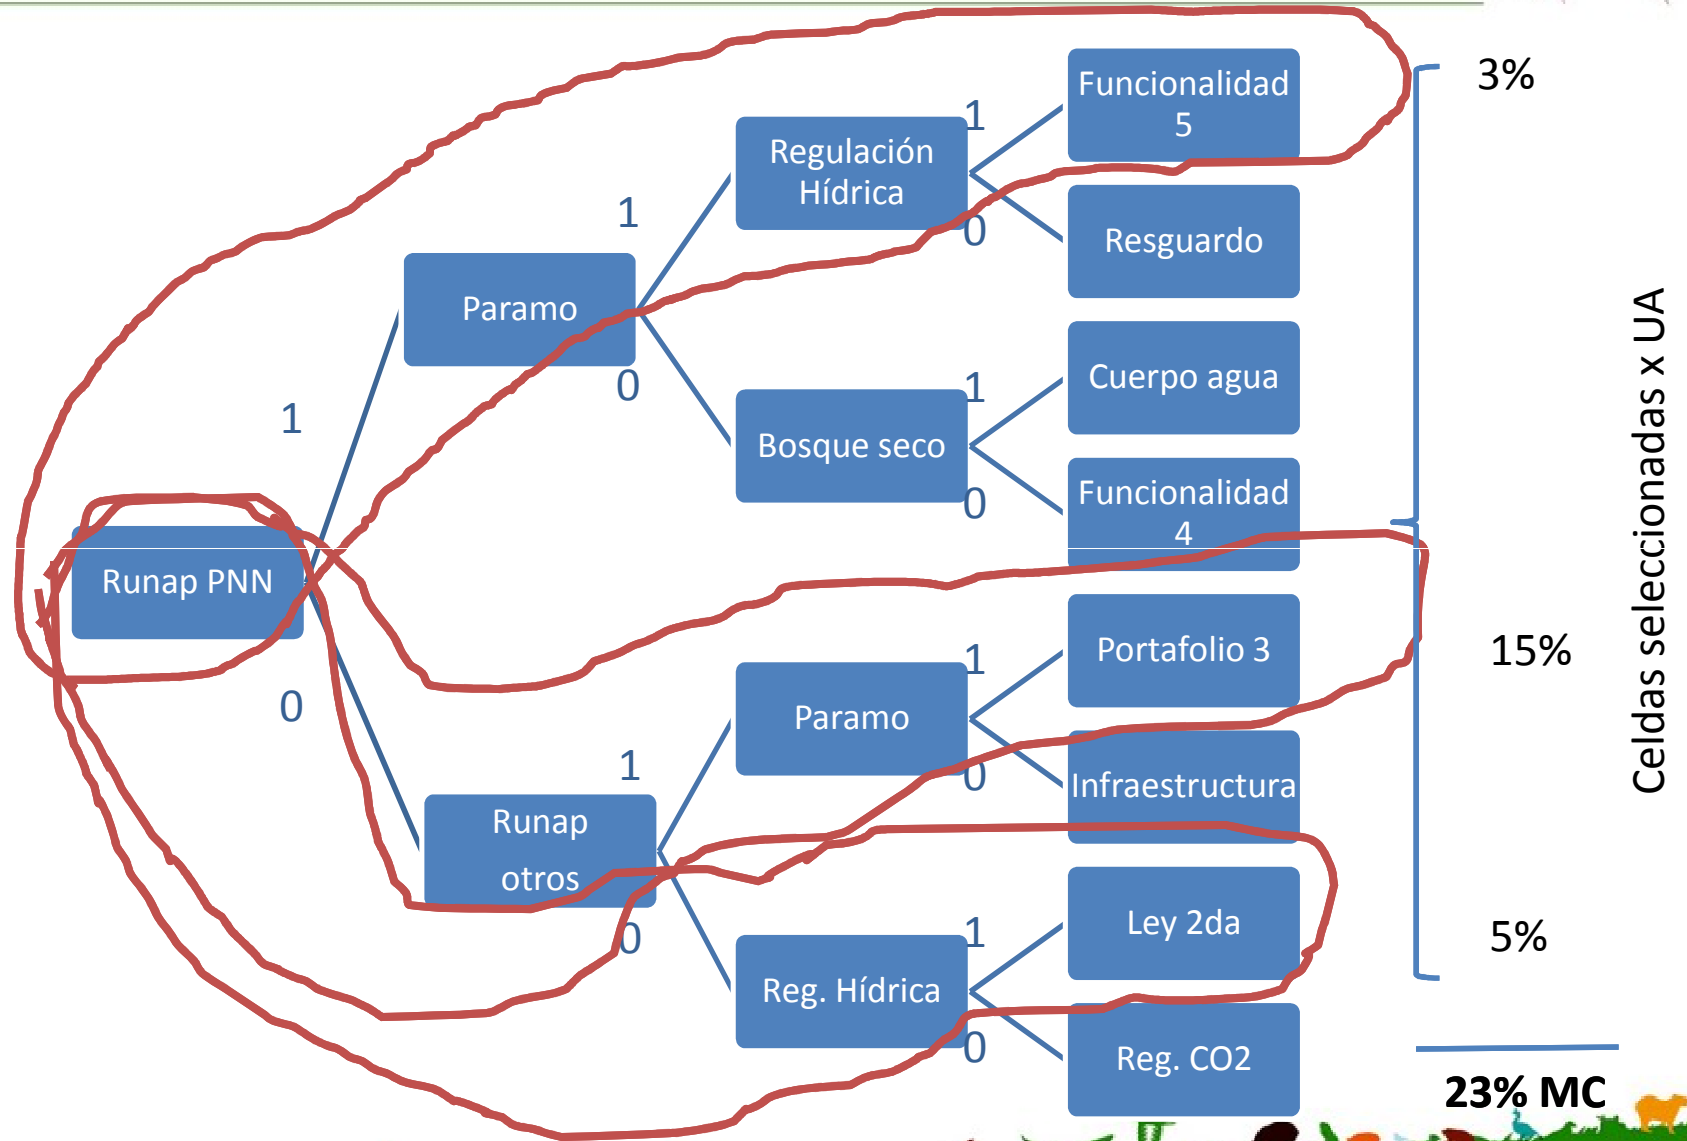 Funcionalidad
5
3%
1
Regulación
Hídrica
0
Resguardo
1
Paramo
0
Cuerpo agua
1
Bosque seco
0
Funcionalidad
4
1
Runap PNN
0
Portafolio 3
15%
1
Paramo
0
Infraestructura
1
Runap
otros
0
Ley 2da
5%
1
Reg. Hídrica
0
Reg. CO2
23% MC
Celdas seleccionadas x UA